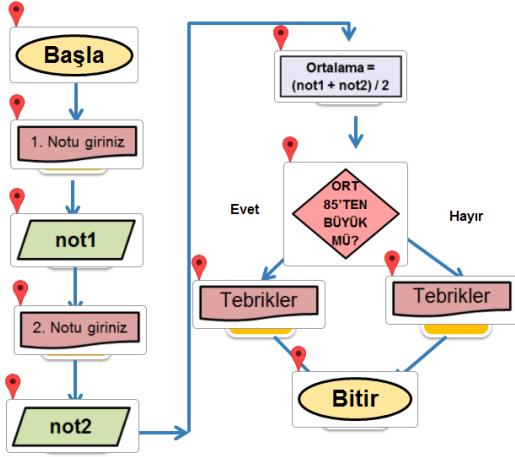 Başla
1. Notu giriniz
not1
2. Notu giriniz
not2
Ortalama =
(not1 + not2) / 2
ORT
85'TEN
BÜYÜK
MÜ?
Evet
Hayır
Tebrikler
Tebrikler
Bitir